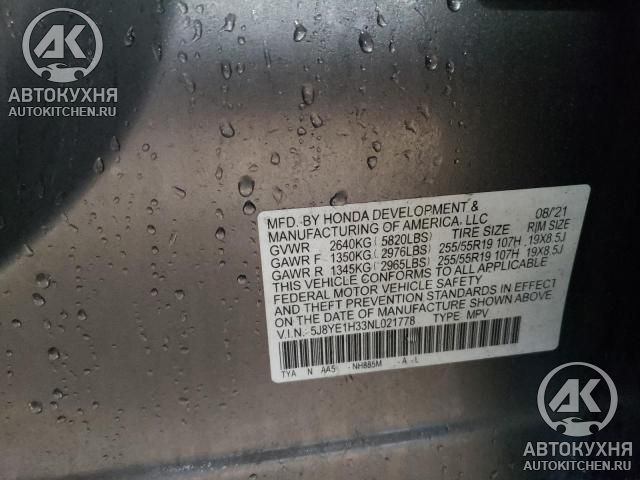 AK
АВТОКУХНЯ
AUTOKITCHEN.RU
MFD. BY HONDA DEVELOPMENT & 08/'21
MANUFACTURING OF AMERICA, LLC
GVWR 2640KG (5820LBS) TIRE SIZE RIM SIZE
GAWR F 1350KG (2976LBS) 255/55R19 107H 19X8.5J
GAWR R 1345KG (2965LBS) 255/55R19 107H 19X8.5J
THIS VEHICLE CONFORMS TO ALL APPLICABLE
FEDERAL MOTOR VEHICLE SAFETY
AND THEFT PREVENTION STANDARDS IN EFFECT
ON THE DATE OF MANUFACTURE SHOWN ABOVE.
V.I.N.: 5J8YE1H33NL021778 TYPE MPV
TYA N AA5 - NH885M - A - L
AK
АВТОКУХНЯ
AUTOKITCHEN.RU